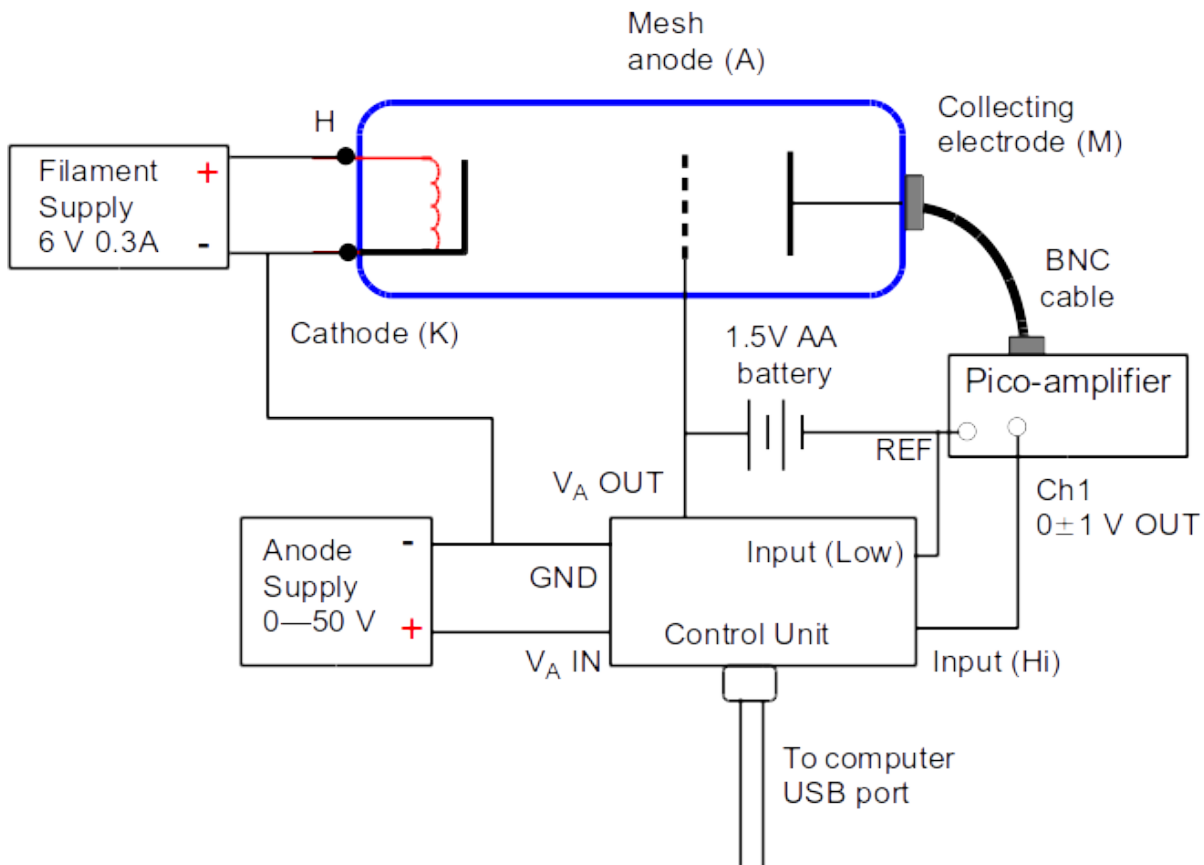 Mesh
anode (A)
H
Collecting
electrode (M)
Filament
Supply
6 V 0.3A
+
-
BNC
cable
Cathode (K)
1.5V AA
battery
Pico-amplifier
REF
V_A OUT
Ch1
0±1 V OUT
Anode
Supply
0—50 V
-
+
GND
Input (Low)
Control Unit
V_A IN
Input (Hi)
To computer
USB port